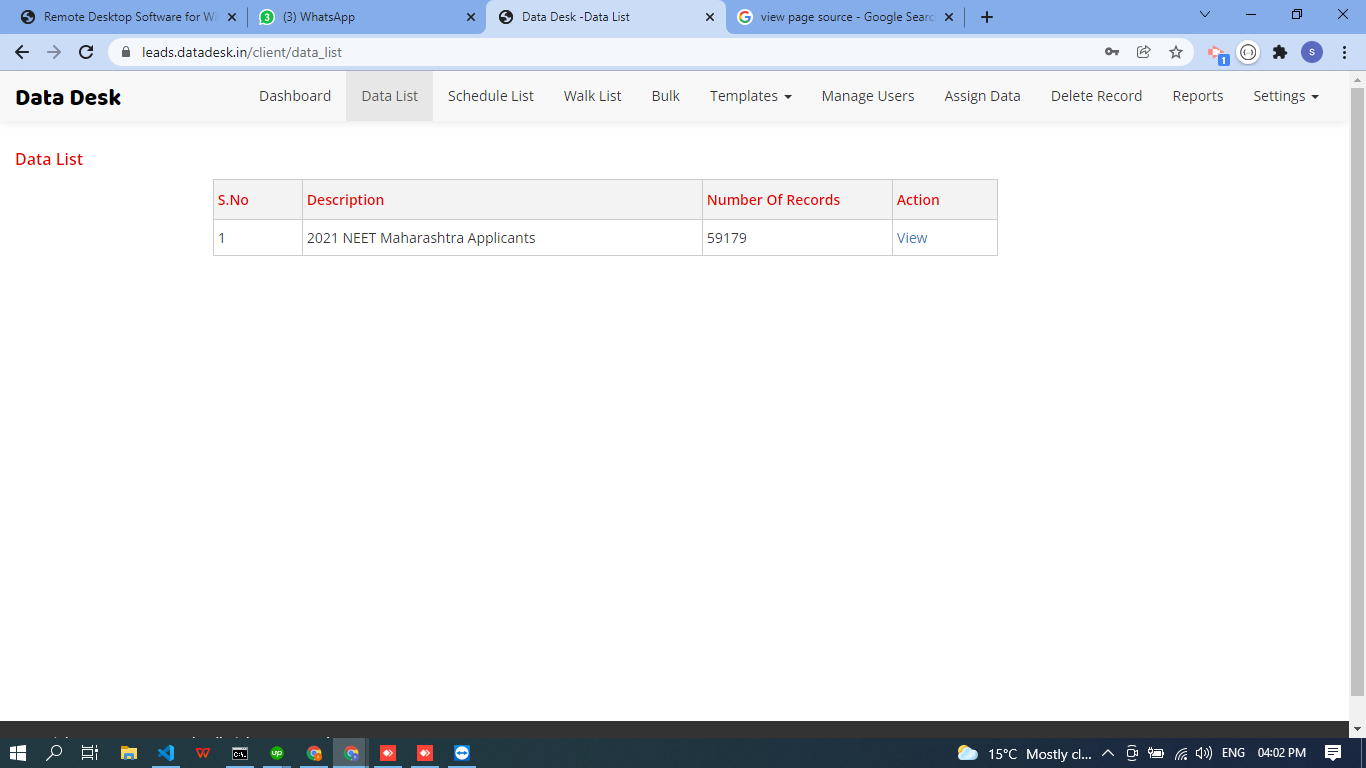 Remote Desktop Software for Wi
(3) WhatsApp
Data Desk -Data List
view page source - Google Searc
leads.datadesk.in/client/data_list
S
1
Data Desk
Dashboard
Data List
Schedule List
Walk List
Bulk
Templates
Manage Users
Assign Data
Delete Record
Reports
Settings
Data List
S.No Description Number Of Records Action
1 2021 NEET Maharashtra Applicants 59179 View
15°C Mostly cl...
ENG
04:02 PM